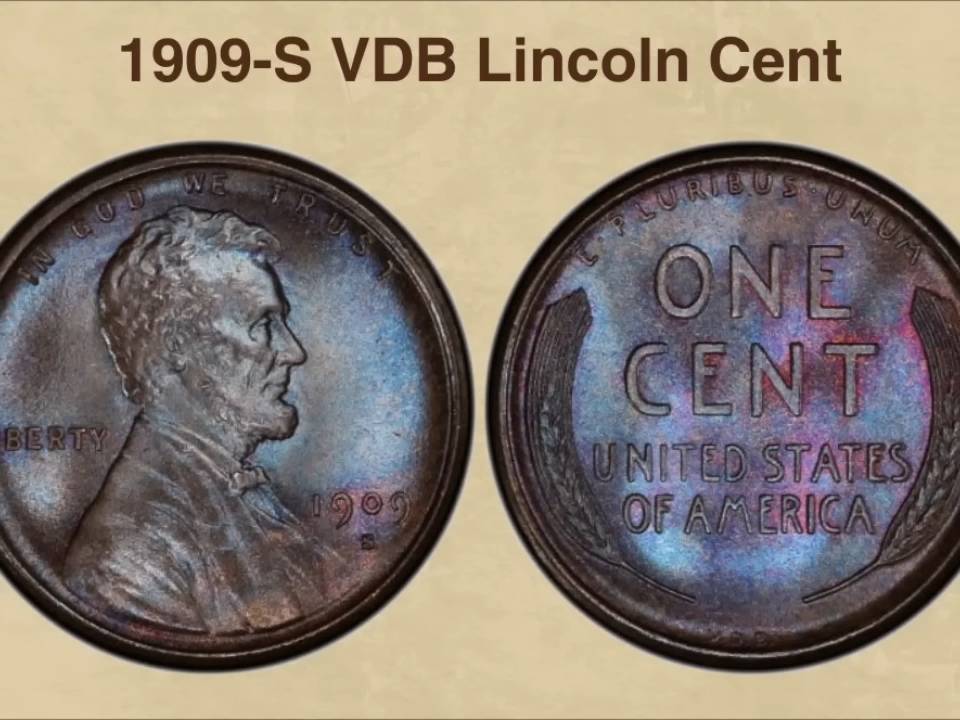 1909-S VDB Lincoln Cent
IN GOD WE TRUST
BERTY
1909
S
E·PLURIBUS·UNUM
ONE
CENT
UNITED STATES
OF AMERICA